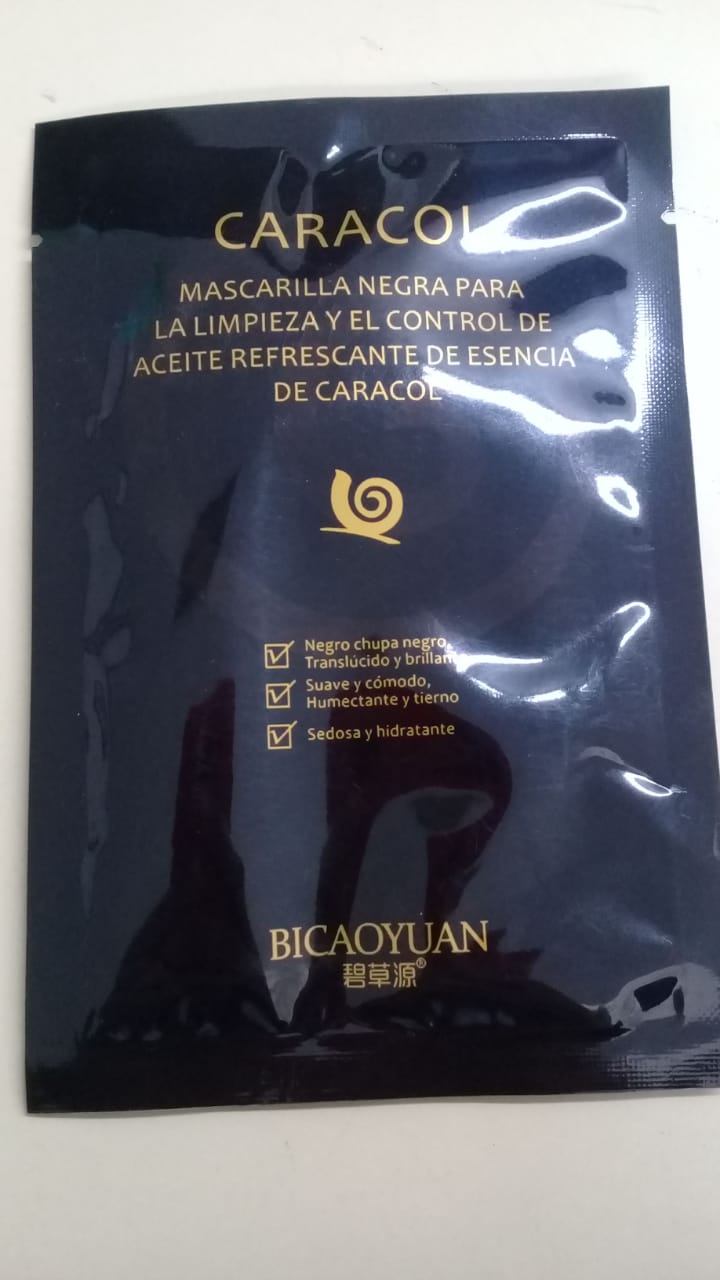 CARACOL
MASCARILLA NEGRA PARA
LA LIMPIEZA Y EL CONTROL DE
ACEITE REFRESCANTE DE ESENCIA
DE CARACOL
Negro chupa negro,
Translúcido y
Suave y cómodo,
Humectante y tierno
Sedosa y hidratante
BICAOYUAN
碧草源®